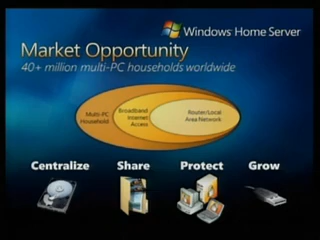 Windows Home Server
Market Opportunity
40+ million multi-PC households worldwide
Multi-PC
Household
Broadband
Internet
Access
Router/Local
Area Network
Centralize
Share
Protect
Grow